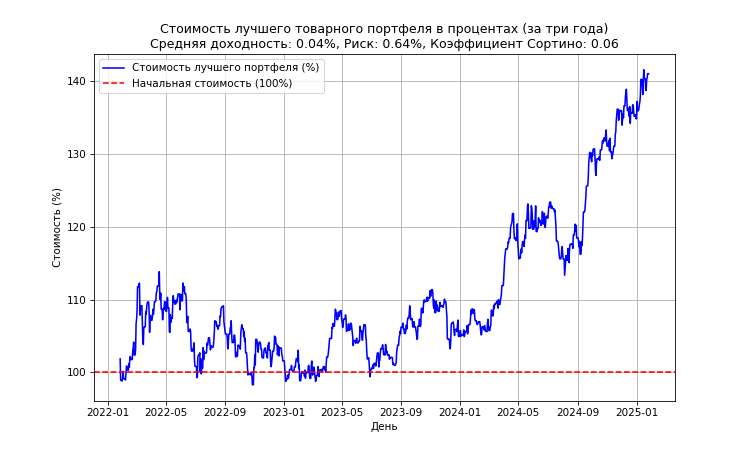 Стоимость лучшего товарного портфеля в процентах (за три года)
Средняя доходность: 0.04%, Риск: 0.64%, Коэффициент Сортино: 0.06
Стоимость лучшего портфеля (%)
Начальная стоимость (100%)
Стоимость (%)
140
130
120
110
100
2022-01
2022-05
2022-09
2023-01
2023-05
2023-09
2024-01
2024-05
2024-09
2025-01
День